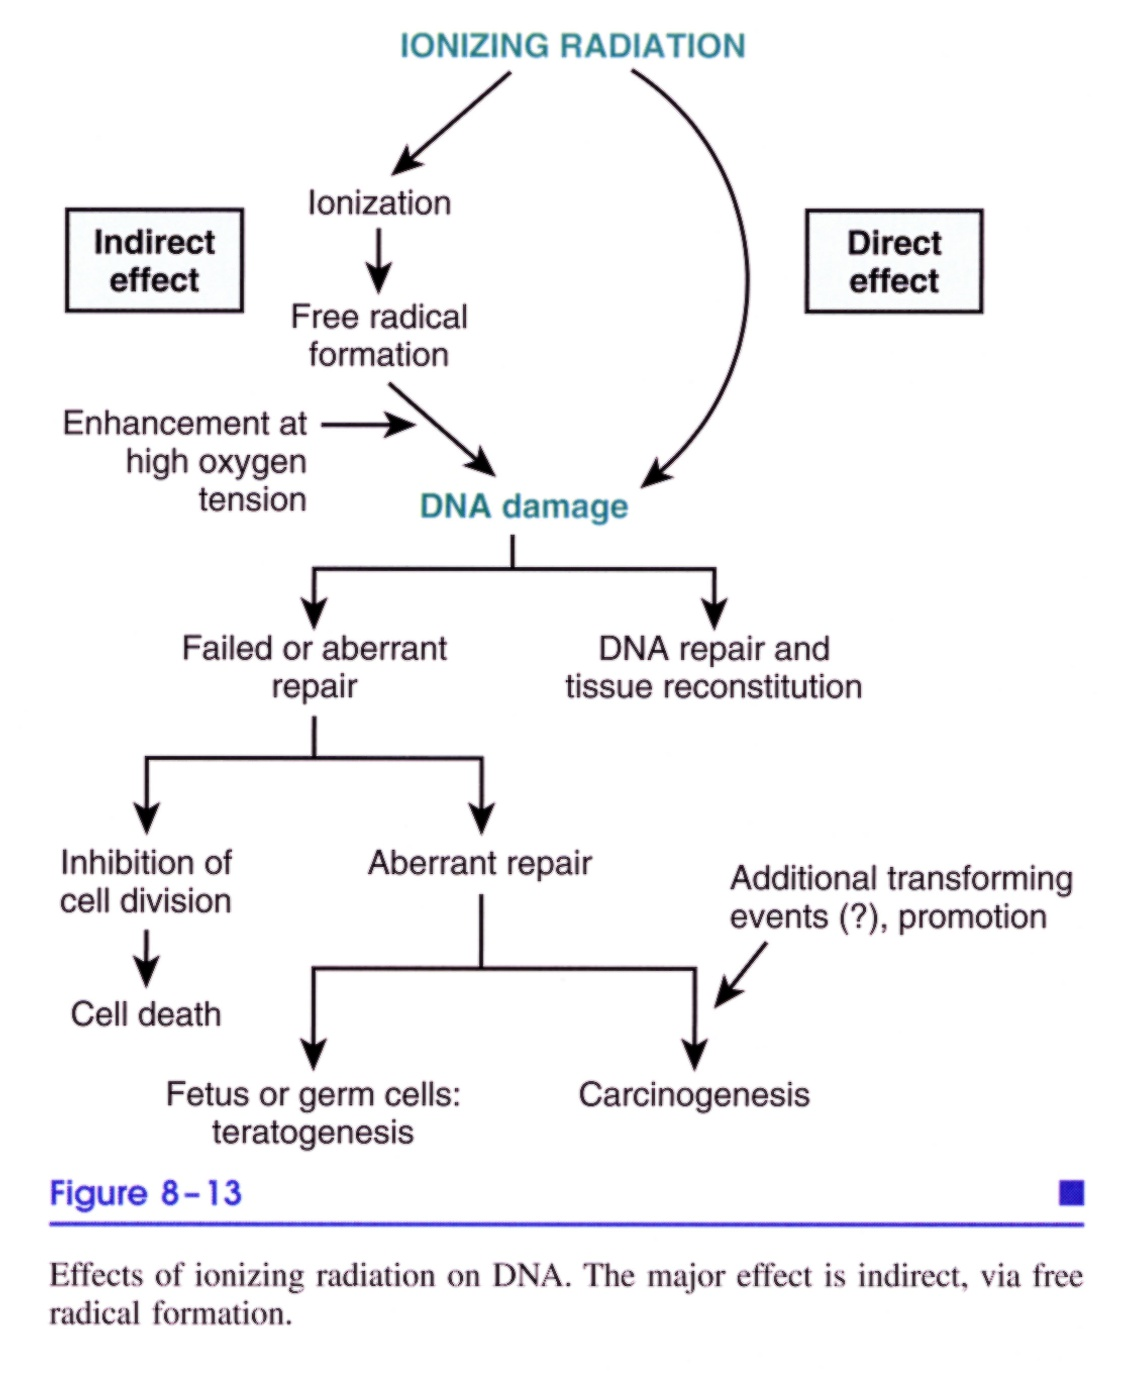 IONIZING RADIATION
Ionization
Indirect
effect
Direct
effect
Free radical
formation
Enhancement at
high oxygen
tension
DNA damage
Failed or aberrant
repair
DNA repair and
tissue reconstitution
Inhibition of
cell division
Aberrant repair
Additional transforming
events (?), promotion
Cell death
Fetus or germ cells:
teratogenesis
Carcinogenesis
Figure 8–13
Effects of ionizing radiation on DNA. The major effect is indirect, via free
radical formation.